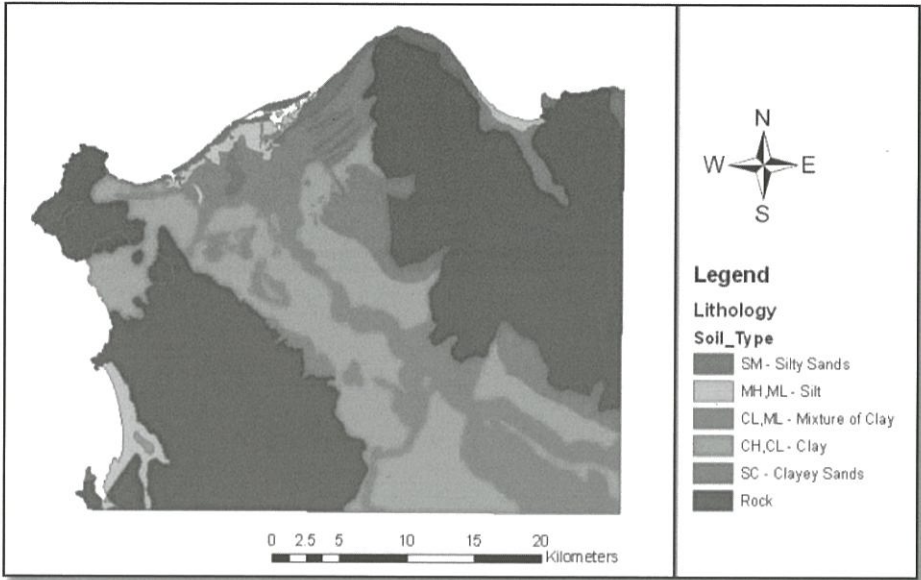 N
W E
S
Legend
Lithology
Soil_Type
SM - Silty Sands
MH,ML - Silt
CL,ML - Mixture of Clay
CH,CL - Clay
SC - Clayey Sands
Rock
0 2.5 5 10 15 20
Kilometers